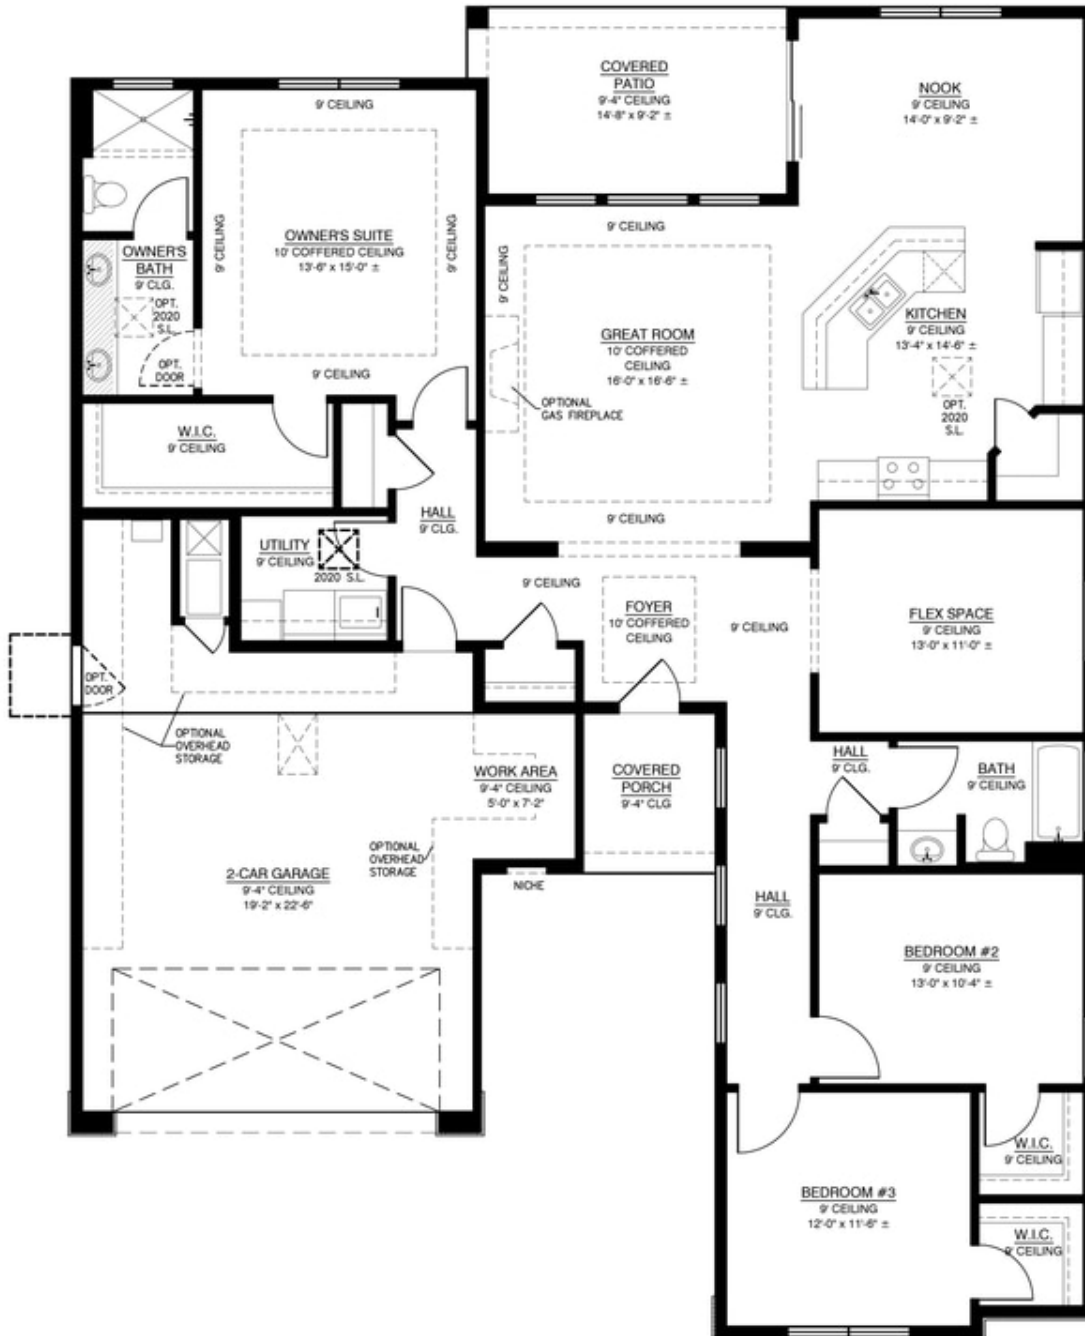 COVERED
PATIO
9'-4" CEILING
14'-8" x 9'-2" ±
NOOK
9' CEILING
14'-0" x 9'-2" ±
9' CEILING
9' CEILING
OWNER'S SUITE
10' COFFERED CEILING
13'-6" x 15'-0" ±
9' CEILING
9' CEILING
OWNER'S
BATH
9' CLG.
OPT.
2020
S.L.
OPT.
DOOR
9' CEILING
9' CEILING
GREAT ROOM
10' COFFERED
CEILING
16'-0" x 16'-6" ±
OPTIONAL
GAS FIREPLACE
9' CEILING
KITCHEN
9' CEILING
13'-4" x 14'-6" ±
OPT.
2020
S.L.
W.I.C.
9' CEILING
HALL
9' CLG.
UTILITY
9' CEILING
2020 S.L.
9' CEILING
FOYER
10' COFFERED
CEILING
9' CEILING
FLEX SPACE
9' CEILING
13'-0" x 11'-0" ±
OPT.
DOOR
OPTIONAL
OVERHEAD
STORAGE
WORK AREA
9'-4" CEILING
5'-0" x 7'-2"
COVERED
PORCH
9'-4" CLG
HALL
9' CLG.
BATH
9' CEILING
OPTIONAL
OVERHEAD
STORAGE
2-CAR GARAGE
9'-4" CEILING
19'-2" x 22'-6"
NICHE
HALL
9' CLG.
BEDROOM #2
9' CEILING
13'-0" x 10'-4" ±
W.I.C.
9' CEILING
BEDROOM #3
9' CEILING
12'-0" x 11'-6" ±
W.I.C.
9' CEILING